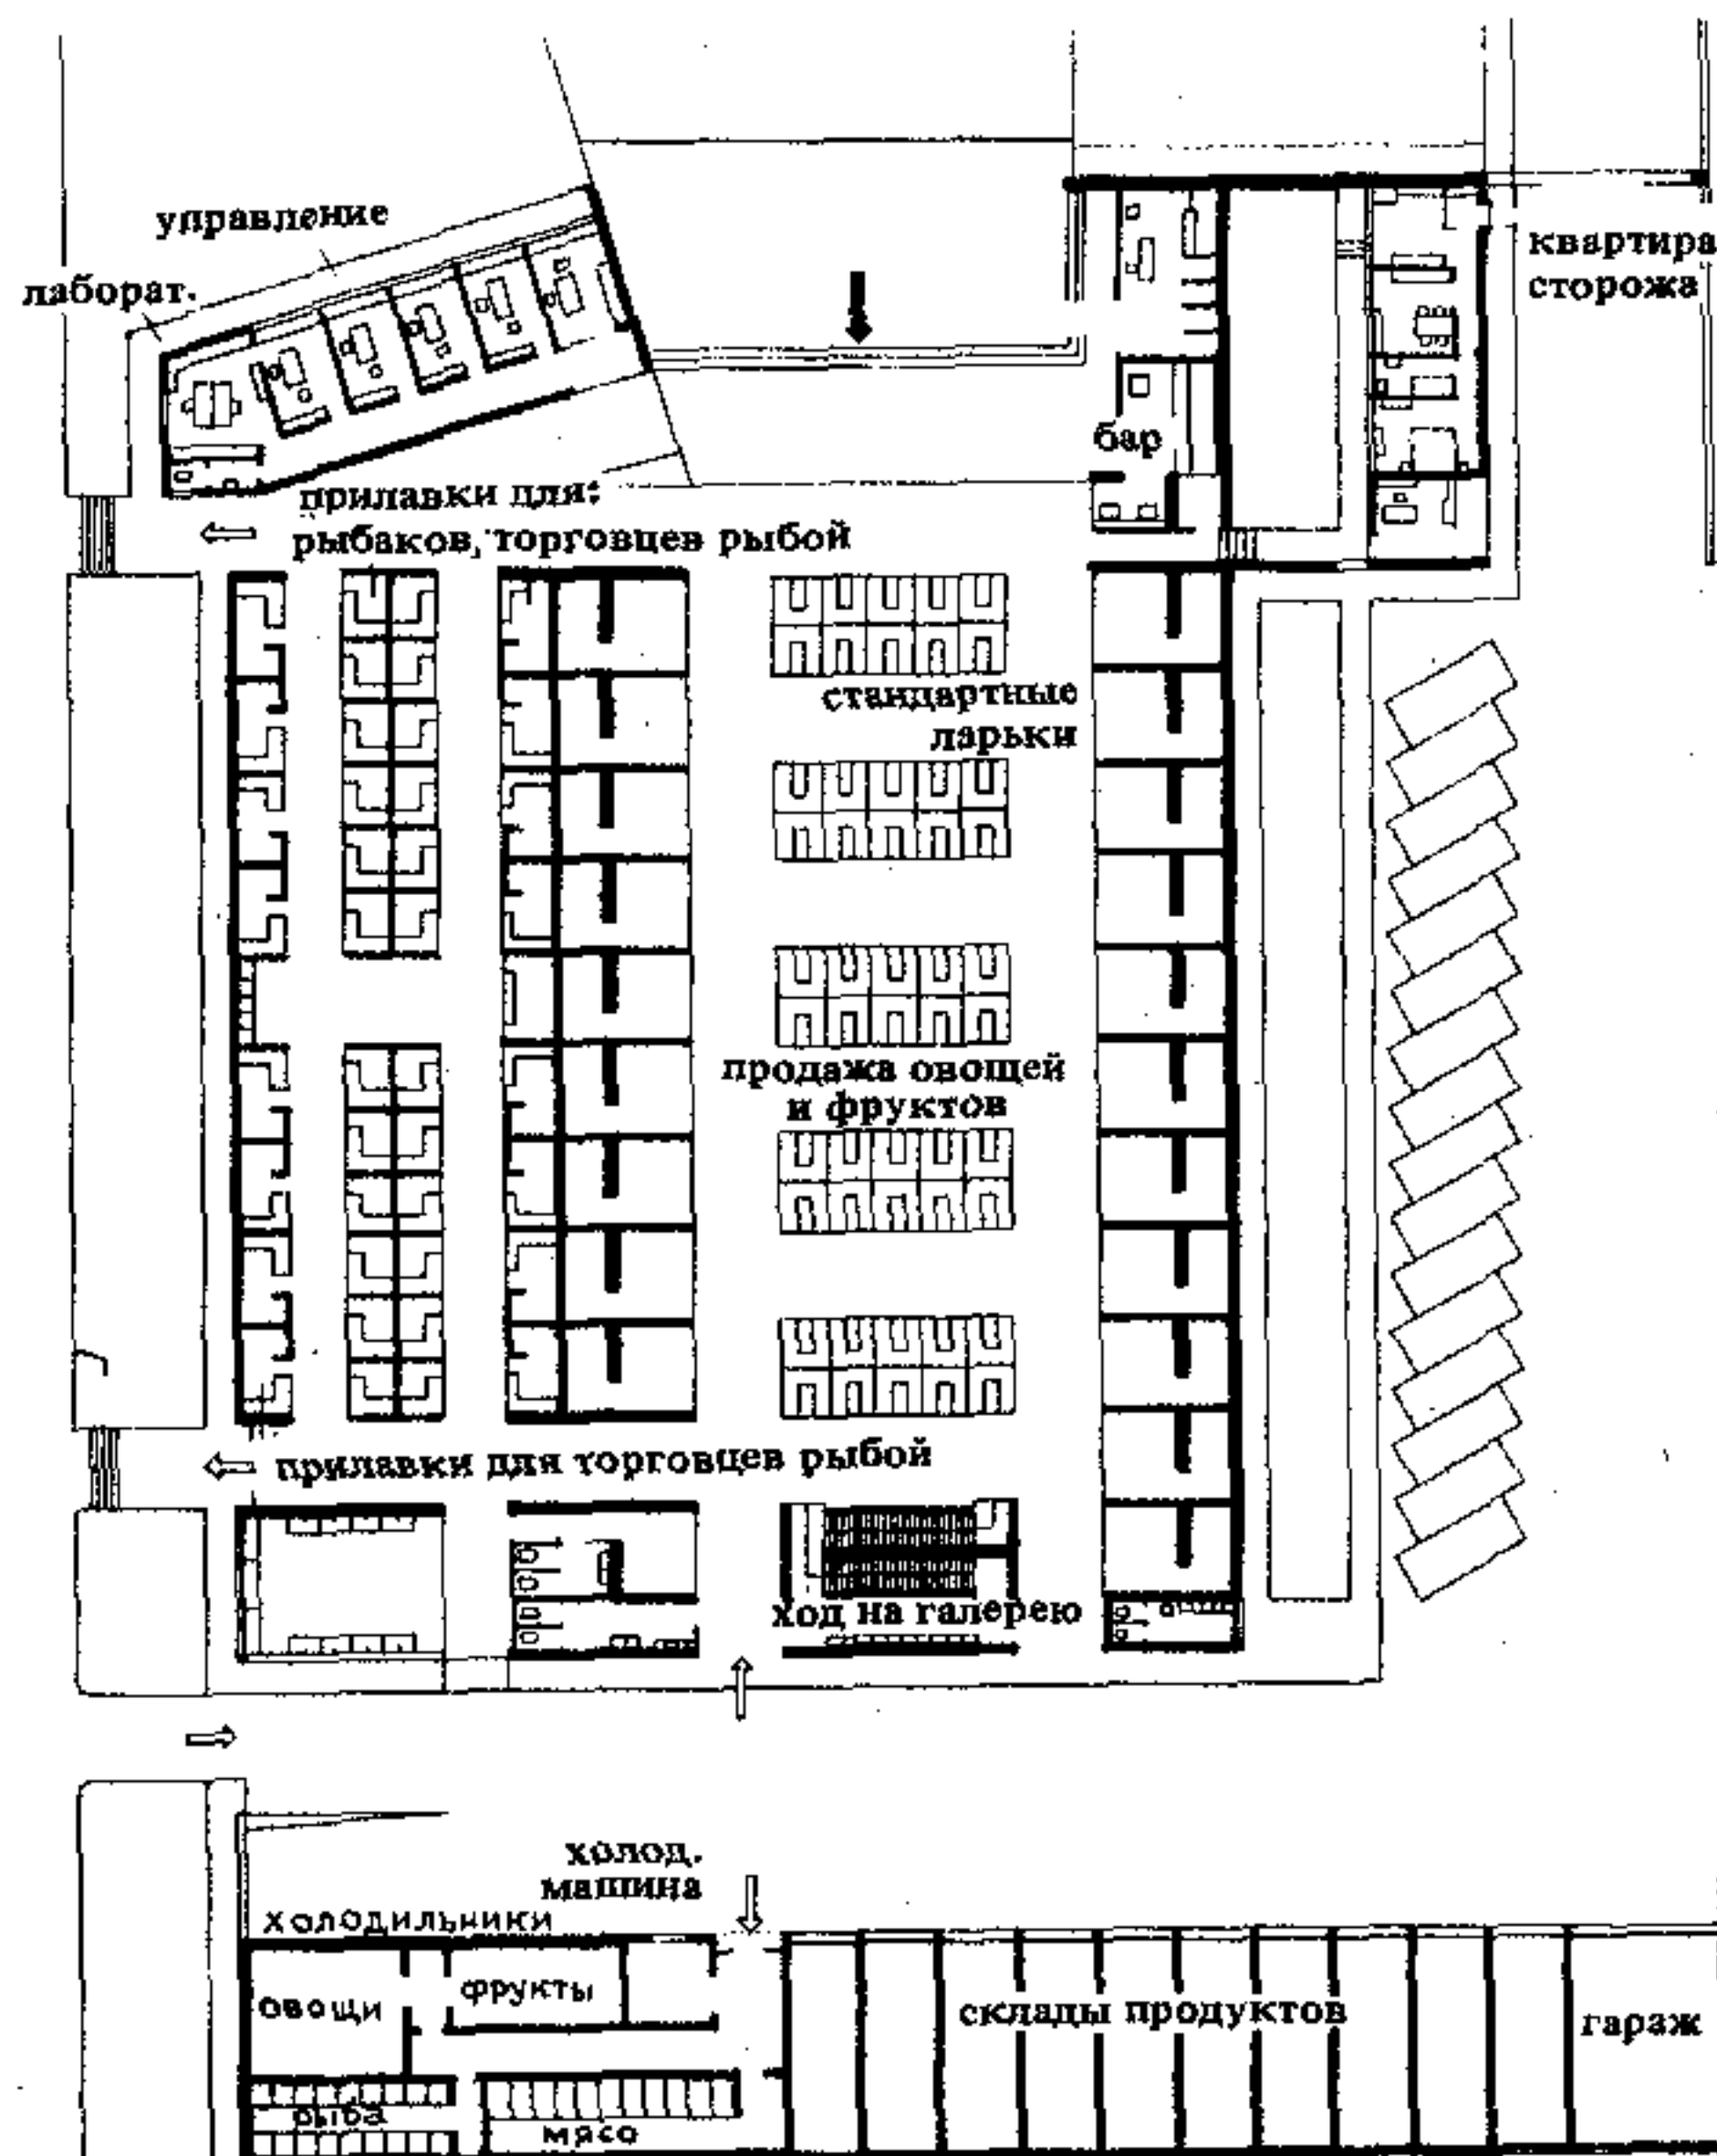 управление
лаборат.
квартира
сторожа
бар
прилавки для:
рыбаков, торговцев рыбой
стандартные
ларьки
продажа овощей
и фруктов
прилавки для торговцев рыбой
ход на галерею
холод.
машина
холодильники
овощи
фрукты
склады продуктов
гараж
рыба
мясо